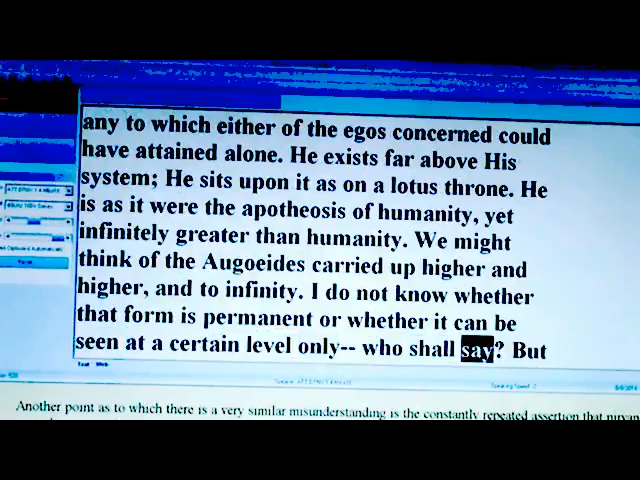 any to which either of the egos concerned could
have attained alone. He exists far above His
system; He sits upon it as on a lotus throne. He
is as it were the apotheosis of humanity, yet
infinitely greater than humanity. We might
think of the Augoeides carried up higher and
higher, and to infinity. I do not know whether
that form is permanent or whether it can be
seen at a certain level only-- who shall say? But
Another point as to which there is a very similar misunderstanding is the constantly repeated assertion that nirvan